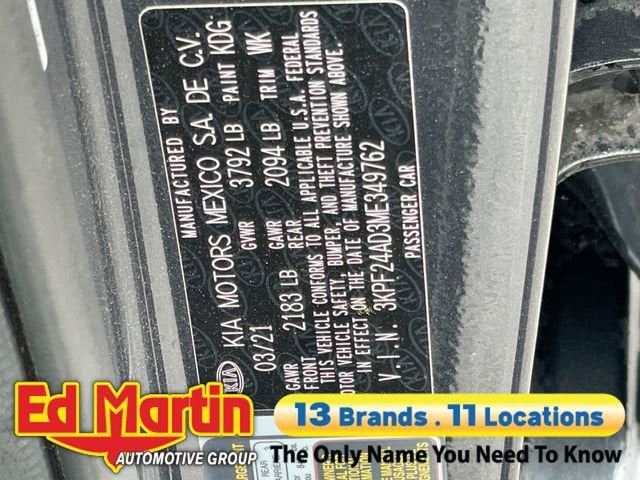 MANUFACTURED BY
KIA MOTORS MEXICO S.A. DE C.V.
03/21 GVWR 3792 LB PAINT KDG
GAWR FRONT 2183 LB GAWR REAR 2094 LB TRIM WK
THIS VEHICLE CONFORMS TO ALL APPLICABLE U.S.A. FEDERAL
MOTOR VEHICLE SAFETY, BUMPER, AND THEFT PREVENTION STANDARDS
IN EFFECT ON THE DATE OF MANUFACTURE SHOWN ABOVE.
V.I.N. 3KPF24AD3ME349762
PASSENGER CAR
KIA
Ed Martin
AUTOMOTIVE GROUP
13 Brands . 11 Locations
The Only Name You Need To Know
REAR